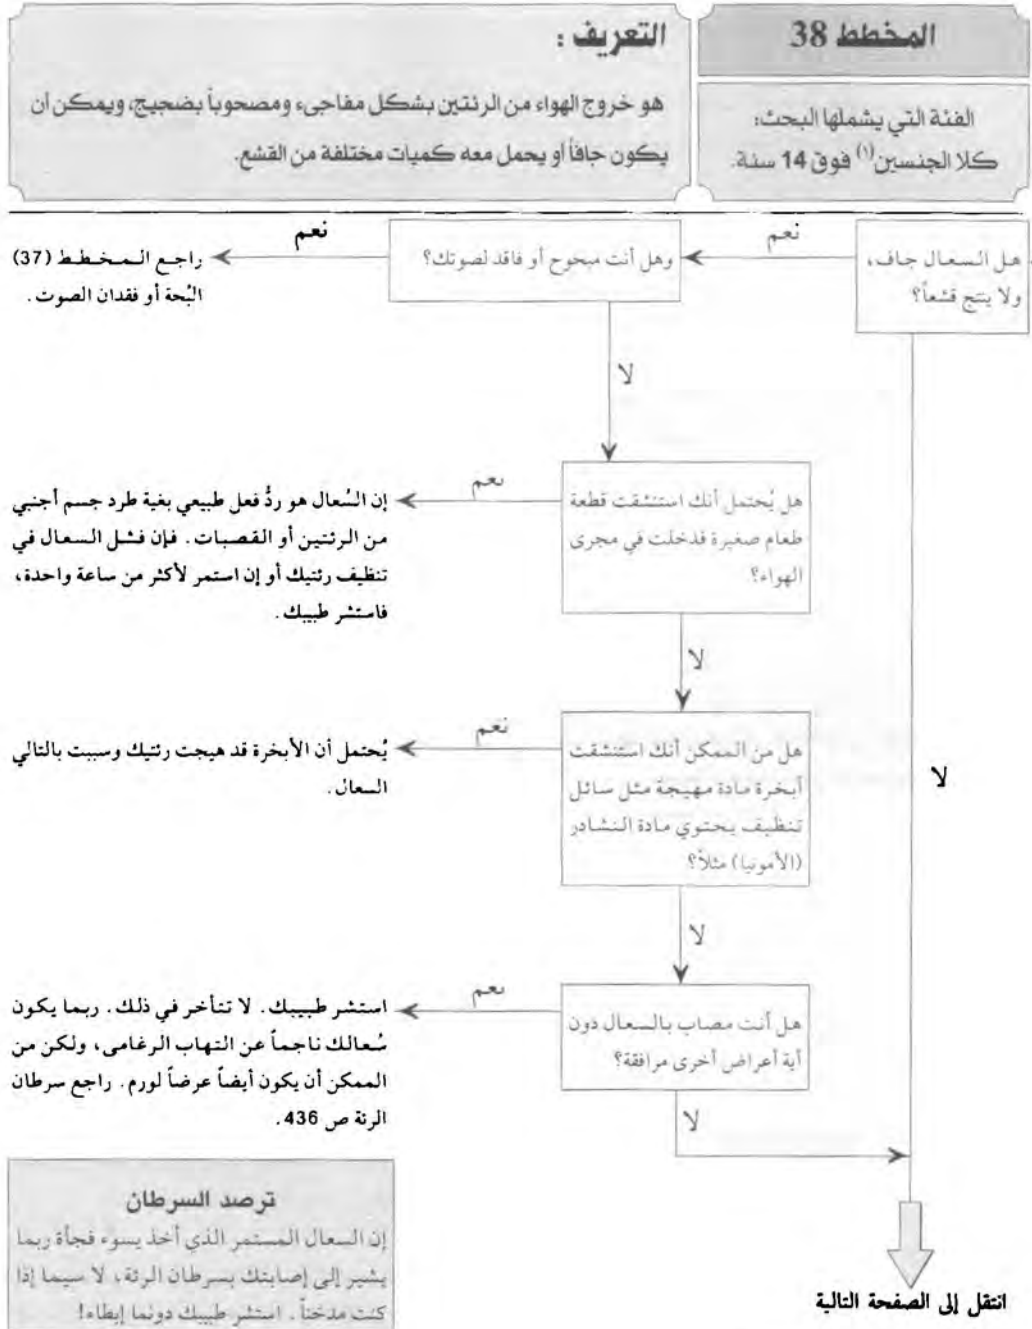 المخطط 38
الفئة التي يشملها البحث:
كلا الجنسين(١) فوق 14 سنة.
التعريف :
هو خروج الهواء من الرئتين بشكل مفاجىء ومصحوباً بضجيج، ويمكن ان
يكون جافاً أو يحمل معه كميات مختلفة من القشع.
هل السعال جاف،
ولا ينتج قشعاً؟
نعم
وهل أنت مبحوح أو فاقد لصوتك؟
نعم
راجع المخطط (37)
البُحة أو فقدان الصوت .
لا
هل يُحتمل أنك استنشقت قطعة
طعام صغيرة فدخلت في مجرى
الهواء؟
نعم
إن السُعال هو ردُّ فعل طبيعي بغية طرد جسم أجنبي
من الرئتين أو القصبات . فإن فشل السعال في
تنظيف رئتيك أو إن استمر لأكثر من ساعة واحدة ،
فاستشر طبيبك .
لا
هل من الممكن أنك استنشقت
أبخرة مادة مهيجة مثل سائل
تنظيف يحتوي مادة النشادر
(الأمونيا) مثلاً؟
نعم
يُحتمل أن الأبخرة قد هيجت رئتيك وسببت بالتالي
السعال .
لا
لا
هل أنت مصاب بالسعال دون
أية أعراض أخرى مرافقة؟
نعم
استشر طبيبك . لا تتأخر في ذلك . ربما يكون
سُعالك ناجماً عن التهاب الرغامى ، ولكن من
الممكن أن يكون أيضاً عرضاً لورم . راجع سرطان
الرئة ص 436 .
لا
ترصد السرطان
إن السعال المستمر الذي أخذ يسوء فجأة ربما
يشير إلى إصابتك بسرطان الرئة ، لا سيما إذا
كنت مدخناً . استشر طبيبك دونما إبطاء!
انتقل إلى الصفحة التالية